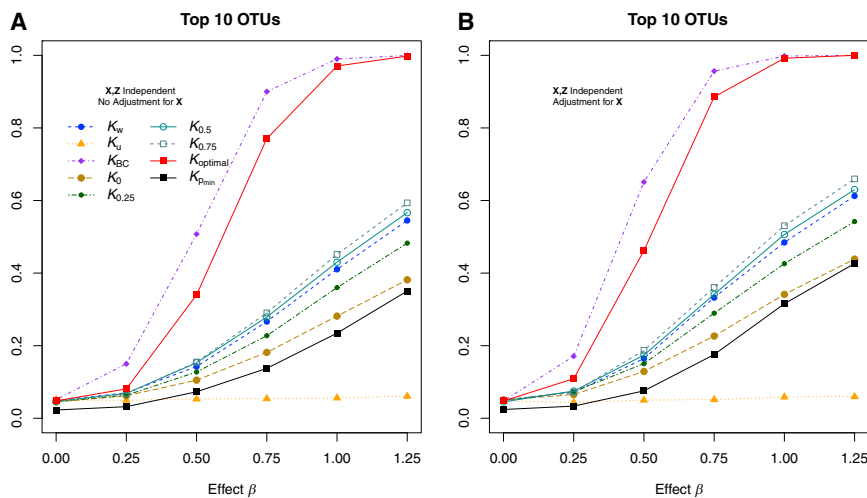 A
Top 10 OTUs
1.0
0.8
0.6
0.4
0.2
0.0
X,Z Independent
No Adjustment for X
Kw
Ku
KBC
K0
K0.25
K0.5
K0.75
Koptimal
KPmin
0.00 0.25 0.50 0.75 1.00 1.25
Effect β
B
Top 10 OTUs
1.0
0.8
0.6
0.4
0.2
0.0
X,Z Independent
Adjustment for X
0.00 0.25 0.50 0.75 1.00 1.25
Effect β